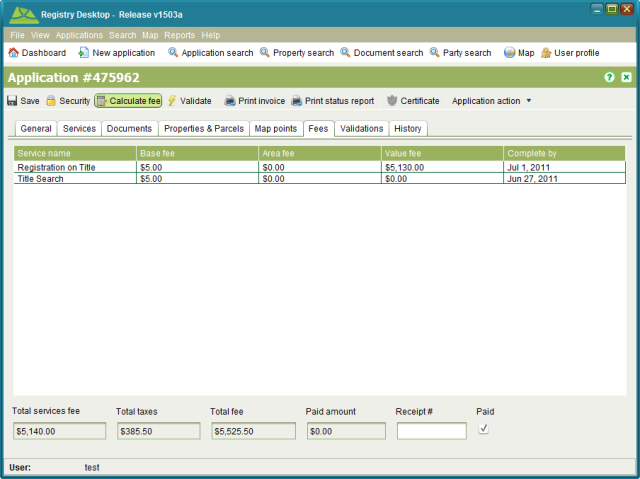 Registry Desktop - Release v1503a
File View Applications Search Map Reports Help
Dashboard New application Application search Property search Document search Party search Map User profile
Application #475962
Save Security Calculate fee Validate Print invoice Print status report Certificate Application action
General Services Documents Properties & Parcels Map points Fees Validations History
Service name Base fee Area fee Value fee Complete by
Registration on Title $5.00 $0.00 $5,130.00 Jul 1, 2011
Title Search $5.00 $0.00 $0.00 Jun 27, 2011
Total services fee Total taxes Total fee Paid amount Receipt # Paid
$5,140.00 $385.50 $5,525.50 $0.00
User: test